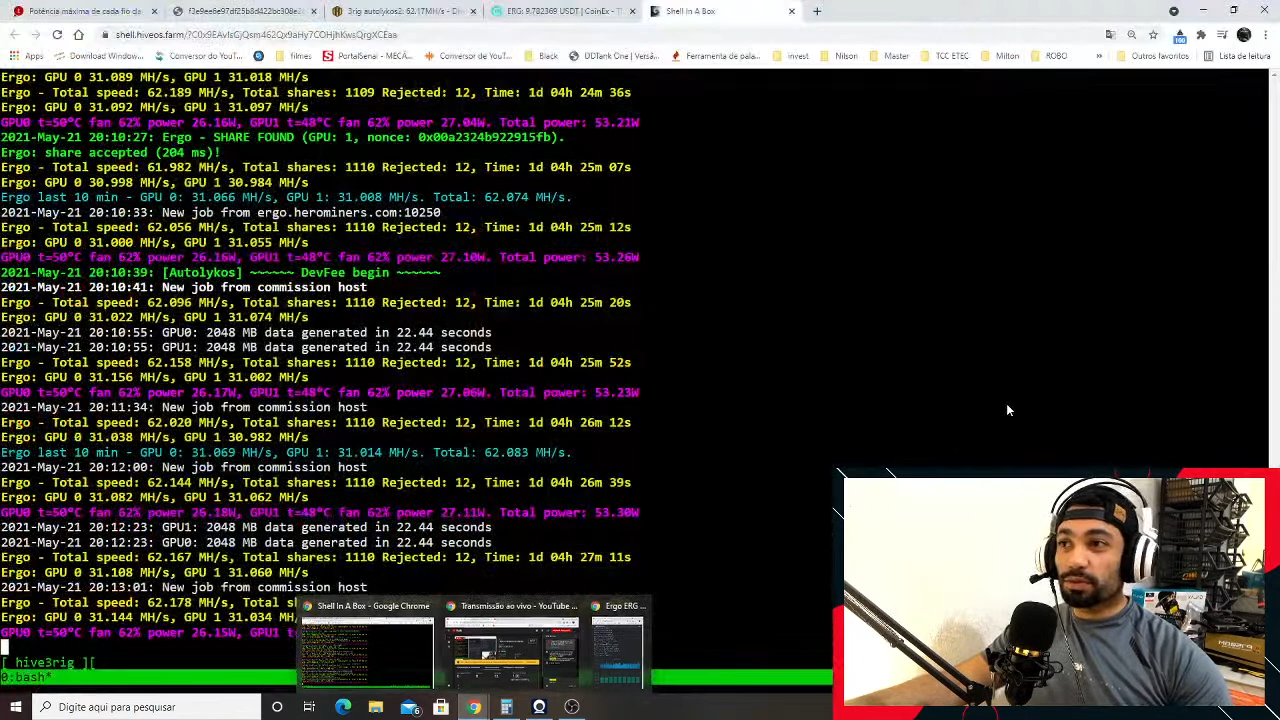 Potência máxima de cada fio da
f3e9ee6e97df25bd422bc308e2
3rig autolykos2: 62.17MH/s - Dhe
ERG: 9.782369 USDT | CoinEx - Tr
Shell In A Box
shell.hiveos.farm/?C0x9EAvIsGjQsm462Qx9aHy7COHjhKwsQrgXCEaa
Download Window...
Conversor de YouT...
filmes
PortalSenai - MECÂ...
Conversor de YouT...
DDTank One | Versã...
Ferramenta de pala...
invest
Master
TCC ETEC
Milton
ROBO
Outros favoritos
Lista de leitura
Ergo: GPU 0 31.089 MH/s, GPU 1 31.018 MH/s
Ergo - Total speed: 62.189 MH/s, Total shares: 1109 Rejected: 12, Time: 1d 04h 24m 36s
Ergo: GPU 0 31.092 MH/s, GPU 1 31.097 MH/s
GPU0 t=50°C fan 62% power 26.16W, GPU1 t=48°C fan 62% power 27.04W. Total power: 53.21W
2021-May-21 20:10:27: Ergo - SHARE FOUND (GPU: 1, nonce: 0x00a2324b922915fb).
Ergo: share accepted (204 ms)!
Ergo - Total speed: 61.982 MH/s, Total shares: 1110 Rejected: 12, Time: 1d 04h 25m 07s
Ergo: GPU 0 30.998 MH/s, GPU 1 30.984 MH/s
Ergo last 10 min - GPU 0: 31.066 MH/s, GPU 1: 31.008 MH/s. Total: 62.074 MH/s.
2021-May-21 20:10:33: New job from ergo.herominers.com:10250
Ergo - Total speed: 62.056 MH/s, Total shares: 1110 Rejected: 12, Time: 1d 04h 25m 12s
Ergo: GPU 0 31.000 MH/s, GPU 1 31.055 MH/s
GPU0 t=50°C fan 62% power 26.16W, GPU1 t=48°C fan 62% power 27.10W. Total power: 53.26W
2021-May-21 20:10:39: [Autolykos] ~~~~~~ DevFee begin ~~~~~~
2021-May-21 20:10:41: New job from commission host
Ergo - Total speed: 62.096 MH/s, Total shares: 1110 Rejected: 12, Time: 1d 04h 25m 20s
Ergo: GPU 0 31.022 MH/s, GPU 1 31.074 MH/s
2021-May-21 20:10:55: GPU0: 2048 MB data generated in 22.44 seconds
2021-May-21 20:10:55: GPU1: 2048 MB data generated in 22.44 seconds
Ergo - Total speed: 62.158 MH/s, Total shares: 1110 Rejected: 12, Time: 1d 04h 25m 52s
Ergo: GPU 0 31.156 MH/s, GPU 1 31.002 MH/s
GPU0 t=50°C fan 62% power 26.17W, GPU1 t=48°C fan 62% power 27.06W. Total power: 53.23W
2021-May-21 20:11:34: New job from commission host
Ergo - Total speed: 62.020 MH/s, Total shares: 1110 Rejected: 12, Time: 1d 04h 26m 12s
Ergo: GPU 0 31.038 MH/s, GPU 1 30.982 MH/s
Ergo last 10 min - GPU 0: 31.069 MH/s, GPU 1: 31.014 MH/s. Total: 62.083 MH/s.
2021-May-21 20:12:00: New job from commission host
Ergo - Total speed: 62.144 MH/s, Total shares: 1110 Rejected: 12, Time: 1d 04h 26m 39s
Ergo: GPU 0 31.082 MH/s, GPU 1 31.062 MH/s
GPU0 t=50°C fan 62% power 26.18W, GPU1 t=48°C fan 62% power 27.11W. Total power: 53.30W
2021-May-21 20:12:23: GPU1: 2048 MB data generated in 22.44 seconds
2021-May-21 20:12:23: GPU0: 2048 MB data generated in 22.44 seconds
Ergo - Total speed: 62.167 MH/s, Total shares: 1110 Rejected: 12, Time: 1d 04h 27m 11s
Ergo: GPU 0 31.108 MH/s, GPU 1 31.060 MH/s
2021-May-21 20:13:01: New job from commission host
Ergo - Total speed: 62.178 MH/s, Total s
Ergo: GPU 0 31.144 MH/s, GPU 1 31.034 MH
GPU0 t=50°C fan 62% power 26.15W, GPU1 t
Shell In A Box - Google Chrome
Transmissão ao vivo - YouTube ...
Ergo ERG ...
[ hive3rig ][
0:bash*
Digite aqui para pesquisar
6